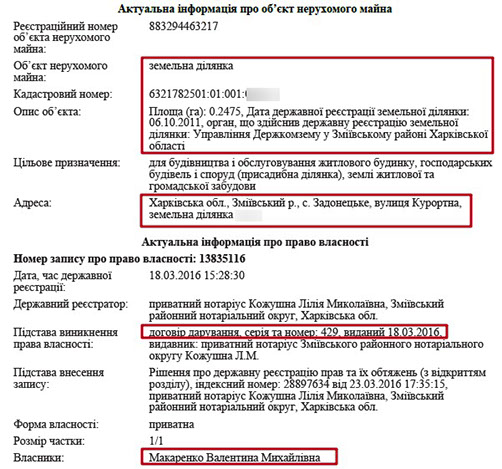 Актуальна інформація про об’єкт нерухомого майна
Реєстраційний номер об’єкта нерухомого майна: 883294463217
Об’єкт нерухомого майна: земельна ділянка
Кадастровий номер: 6321782501:01:001:
Опис об’єкта: Площа (га): 0.2475, Дата державної реєстрації земельної ділянки:
06.10.2011, орган, що здійснив державну реєстрацію земельної
ділянки: Управління Держкомзему у Зміївському районі Харківської
області
Цільове призначення: для будівництва і обслуговування житлового будинку, господарських
будівель і споруд (присадибна ділянка), землі житлової та
громадської забудови
Адреса: Харківська обл., Зміївський р., с. Задонецьке, вулиця Курортна,
земельна ділянка
Актуальна інформація про право власності
Номер запису про право власності: 13835116
Дата, час державної реєстрації: 18.03.2016 15:28:30
Державний реєстратор: приватний нотаріус Кожушна Лілія Миколаївна, Зміївський
районний нотаріальний округ, Харківська обл.
Підстава виникнення права власності: договір дарування, серія та номер: 429, виданий 18.03.2016,
видавник: приватний нотаріус Зміївського районного нотаріального
округу Кожушна Л.М.
Підстава внесення запису: Рішення про державну реєстрацію прав та їх обтяжень (з відкриттям
розділу), індексний номер: 28897634 від 23.03.2016 17:35:15,
приватний нотаріус Кожушна Лілія Миколаївна, Зміївський
районний нотаріальний округ, Харківська обл.
Форма власності: приватна
Розмір частки: 1/1
Власники: Макаренко Валентина Михайлівна